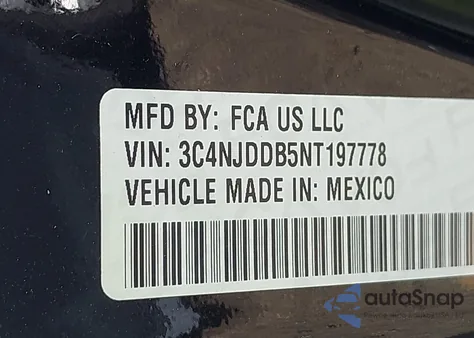 MFD BY: FCA US LLC
VIN: 3C4NJDDB5NT197778
VEHICLE MADE IN: MEXICO
autoSnap